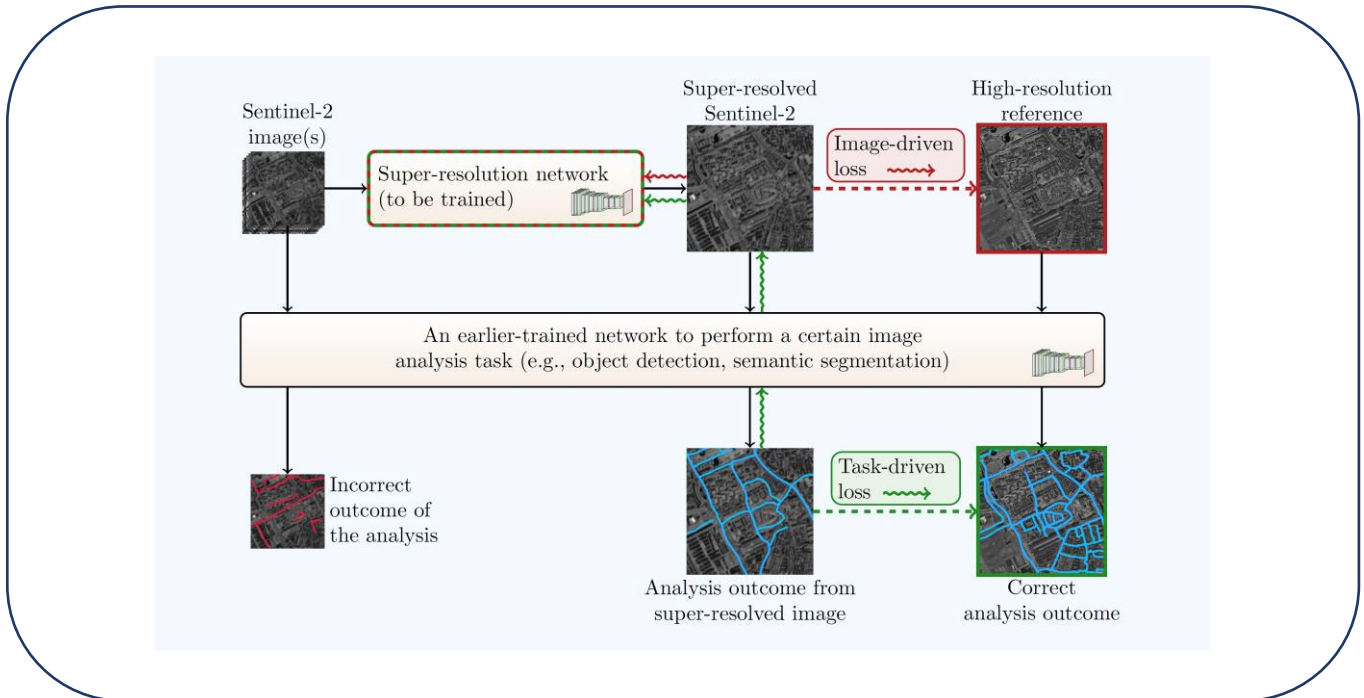 Sentinel-2
image(s)
Super-resolution network
(to be trained)
Super-resolved
Sentinel-2
Image-driven
loss
High-resolution
reference
An earlier-trained network to perform a certain image
analysis task (e.g., object detection, semantic segmentation)
Incorrect
outcome of
the analysis
Analysis outcome from
super-resolved image
Task-driven
loss
Correct
analysis outcome